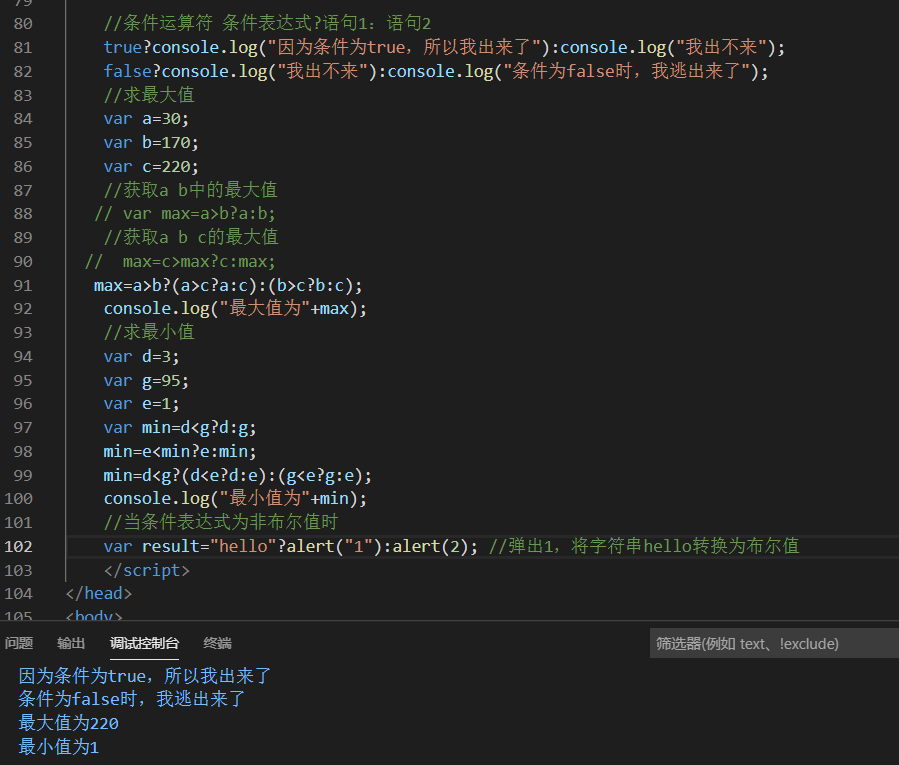 79
80 //条件运算符 条件表达式?语句1：语句2
81 true?console.log("因为条件为true，所以我出来了"):console.log("我出不来");
82 false?console.log("我出不来"):console.log("条件为false时，我逃出来了");
83 //求最大值
84 var a=30;
85 var b=170;
86 var c=220;
87 //获取a b中的最大值
88 // var max=a>b?a:b;
89 //获取a b c的最大值
90 //  max=c>max?c:max;
91 max=a>b?(a>c?a:c):(b>c?b:c);
92 console.log("最大值为"+max);
93 //求最小值
94 var d=3;
95 var g=95;
96 var e=1;
97 var min=d<g?d:g;
98 min=e<min?e:min;
99 min=d<g?(d<e?d:e):(g<e?g:e);
100 console.log("最小值为"+min);
101 //当条件表达式为非布尔值时
102 var result="hello"?alert("1"):alert(2); //弹出1，将字符串hello转换为布尔值
103 </script>
104 </head>
105 <body>
问题 输出 调试控制台 终端 筛选器(例如 text、!exclude)
因为条件为true，所以我出来了
条件为false时，我逃出来了
最大值为220
最小值为1